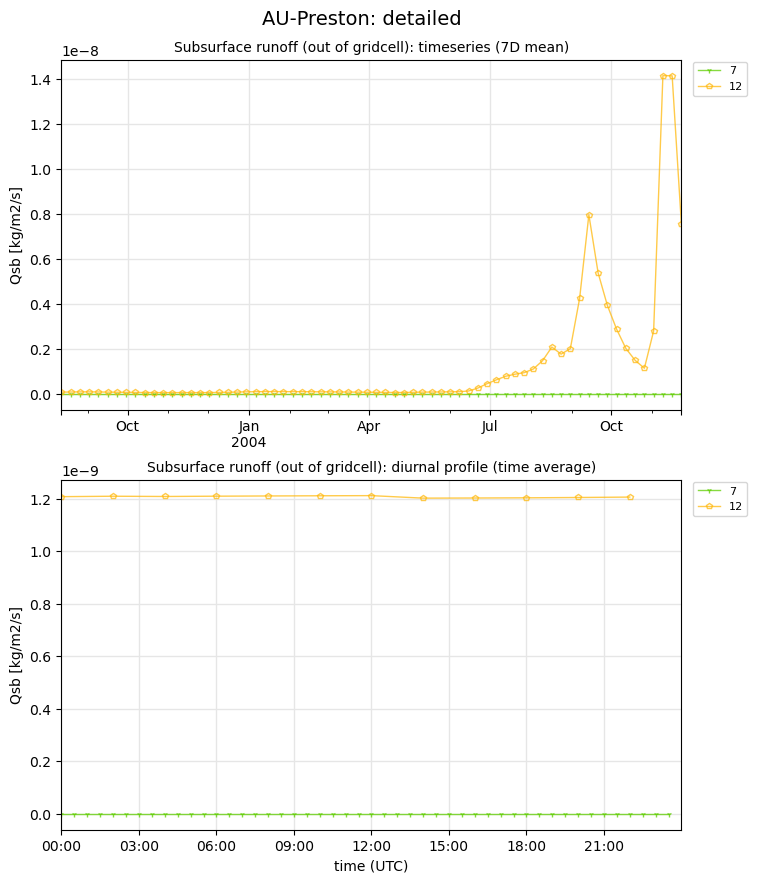 AU-Preston: detailed
Subsurface runoff (out of gridcell): timeseries (7D mean)
1e−8
1.4
1.2
1.0
0.8
0.6
0.4
0.2
0.0
Qsb [kg/m2/s]
Oct
Jan
2004
Apr
Jul
Oct
7
12
Subsurface runoff (out of gridcell): diurnal profile (time average)
1e−9
1.2
1.0
0.8
0.6
0.4
0.2
0.0
Qsb [kg/m2/s]
00:00
03:00
06:00
09:00
12:00
15:00
18:00
21:00
time (UTC)
7
12